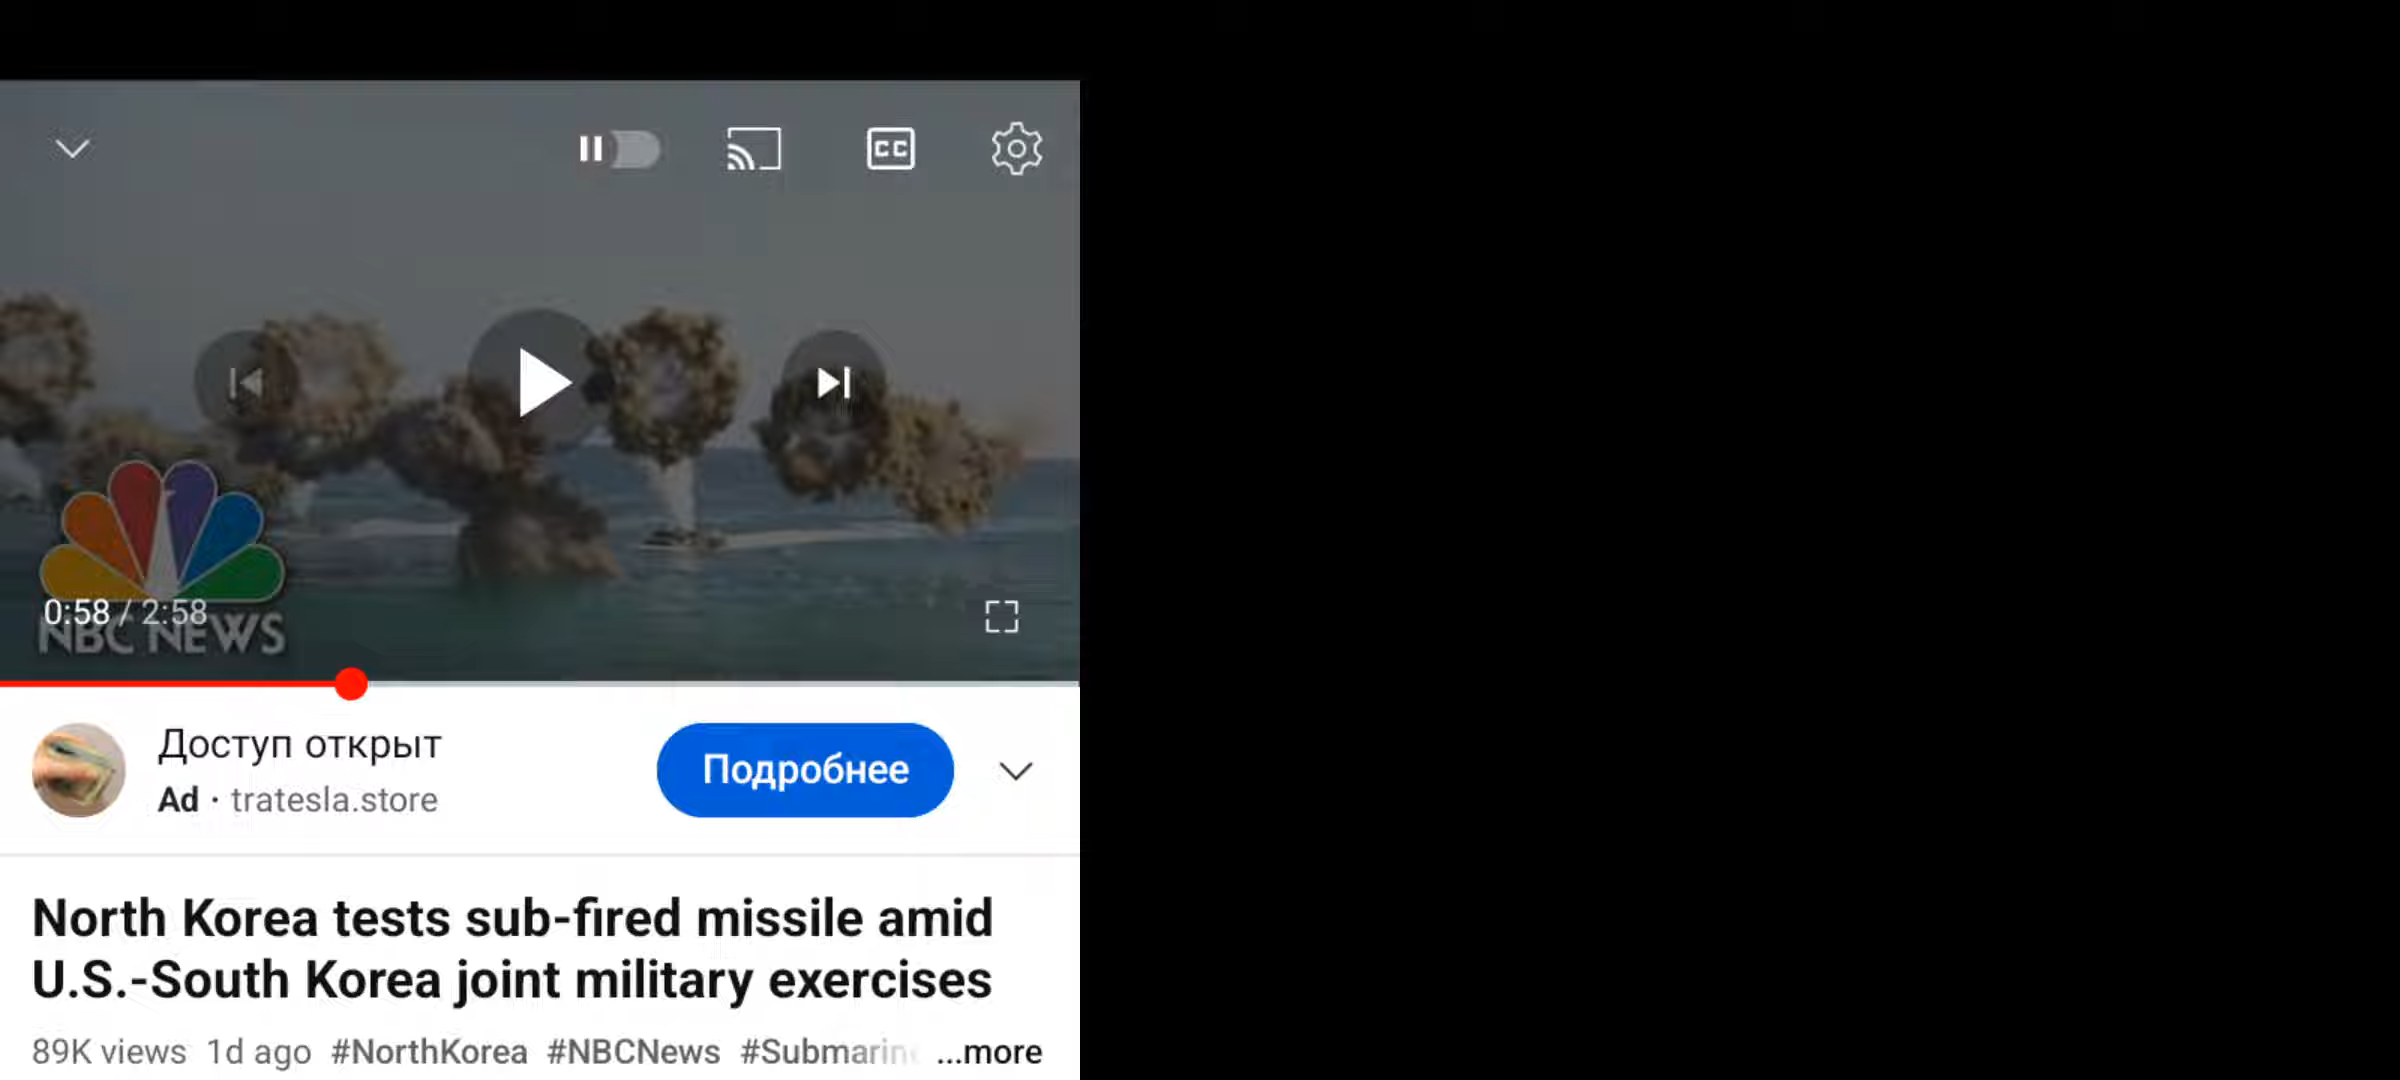 CC
0:58 / 2:58
NBC NEWS
Доступ открыт
Ad · tratesla.store
Подробнее
North Korea tests sub-fired missile amid
U.S.-South Korea joint military exercises
89K views 1d ago #NorthKorea #NBCNews ...more